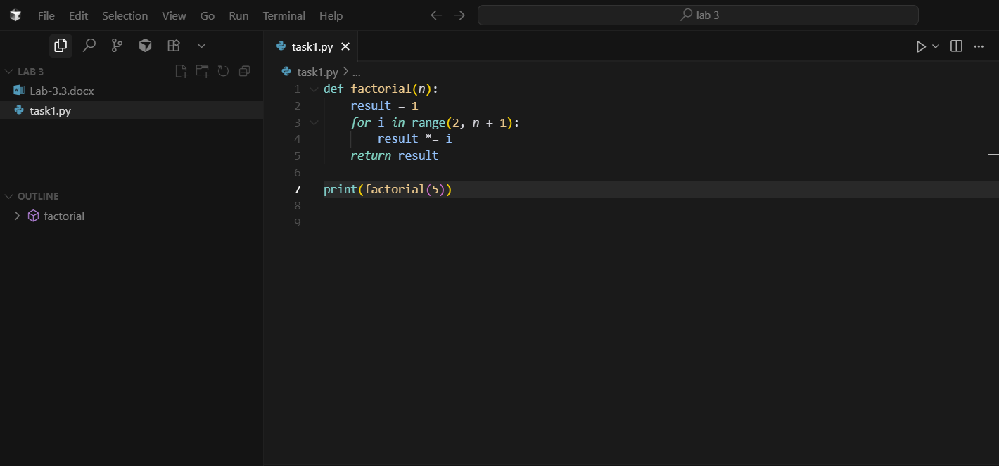 File Edit Selection View Go Run Terminal Help lab 3
task1.py
LAB 3
Lab-3.3.docx
task1.py
OUTLINE
factorial
task1.py > ...
1 def factorial(n):
2     result = 1
3     for i in range(2, n + 1):
4         result *= i
5     return result
6
7 print(factorial(5))
8
9